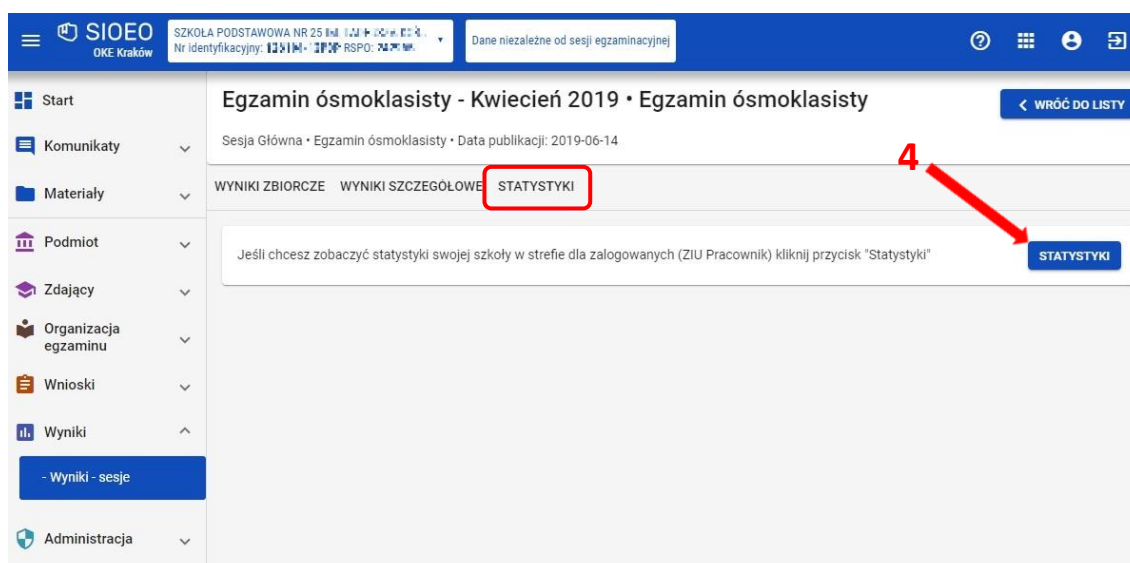 SIOEO
OKE Kraków
SZKOŁA PODSTAWOWA NR 25
Nr identyfikacyjny: RSPO:
Dane niezależne od sesji egzaminacyjnej
Start
Komunikaty
Materiały
Podmiot
Zdający
Organizacja
egzaminu
Wnioski
Wyniki
- Wyniki - sesje
Administracja
Egzamin ósmoklasisty - Kwiecień 2019 • Egzamin ósmoklasisty
WRÓĆ DO LISTY
Sesja Główna • Egzamin ósmoklasisty • Data publikacji: 2019-06-14
4
WYNIKI ZBIORCZE WYNIKI SZCZEGÓŁOWE STATYSTYKI
Jeśli chcesz zobaczyć statystyki swojej szkoły w strefie dla zalogowanych (ZIU Pracownik) kliknij przycisk "Statystyki"
STATYSTYKI